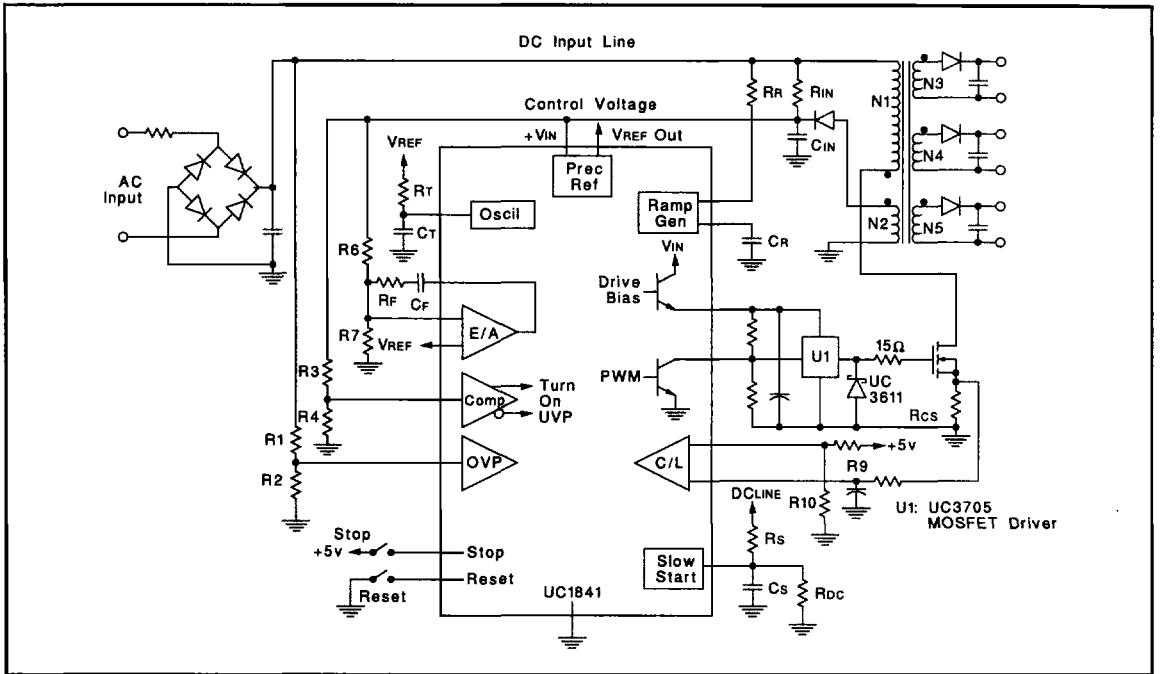 DC Input Line
RR
RIN
N1
N3
Control Voltage
+VIN
VREF Out
CIN
VREF
Prec
Ref
N4
AC
Input
RT
Oscil
Ramp
Gen
N2
N5
CT
CR
R6
VIN
RF
CF
Drive
Bias
E/A
R7
VREF
U1
15Ω
R3
PWM
UC
3611
Comp
Turn
On
UVP
RCS
R4
R1
OVP
C/L
+5v
R9
R2
R10
DCLINE
U1: UC3705
MOSFET Driver
Stop
+5v
Stop
RS
Slow
Start
Reset
Reset
UC1841
CS
RDC